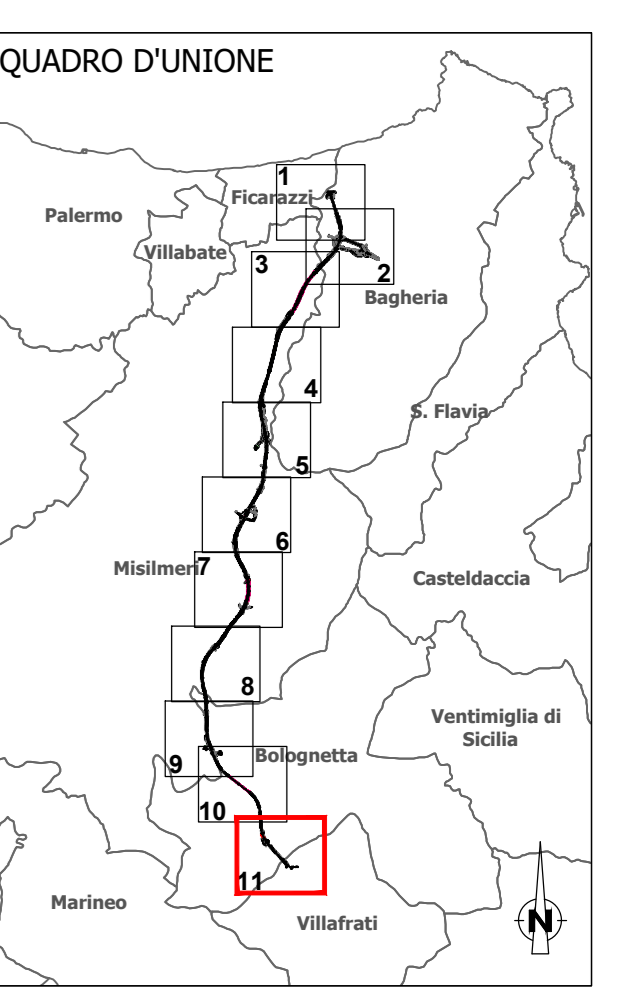 QUADRO D'UNIONE
1
Ficarazzi
Palermo
Villabate
3
2
Bagheria
4
S. Flavia
5
6
Misilmeri
7
Casteldaccia
8
Ventimiglia di
Sicilia
Bolognetta
9
10
11
Marineo
Villafrati
N